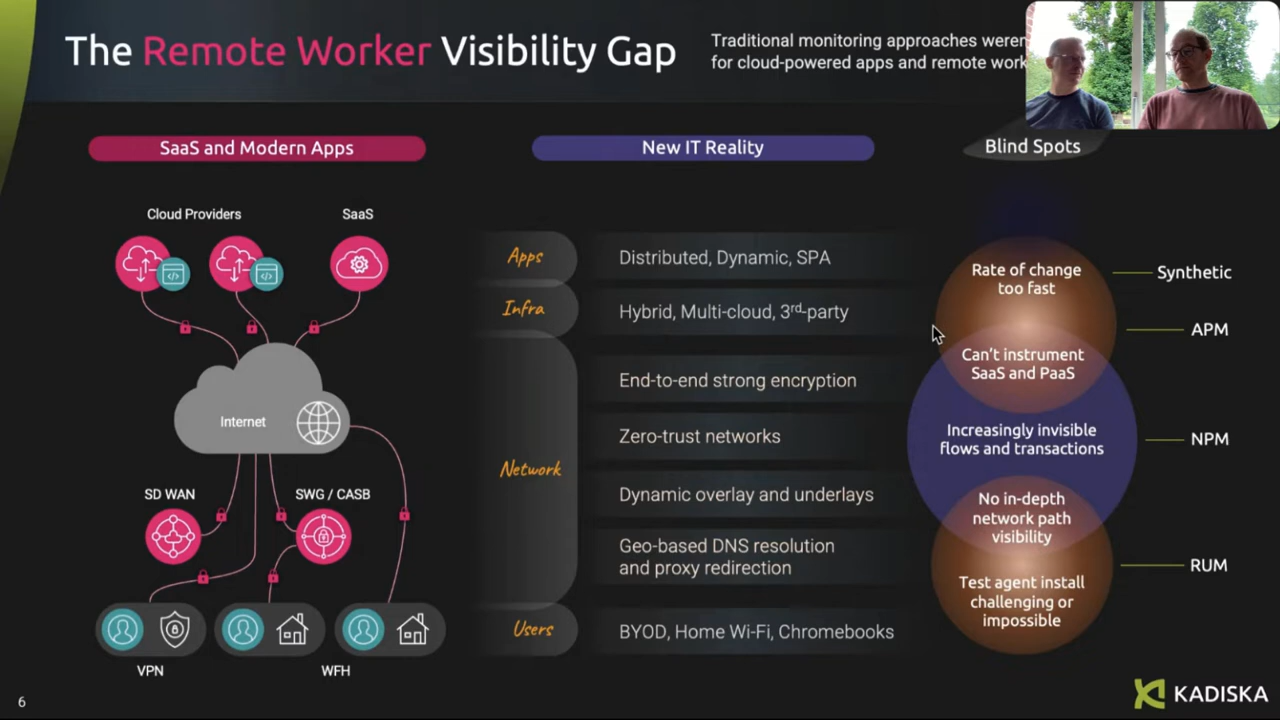 The Remote Worker Visibility Gap
Traditional monitoring approaches weren
for cloud-powered apps and remote work
SaaS and Modern Apps
New IT Reality
Blind Spots
Cloud Providers
SaaS
Internet
SD WAN
SWG / CASB
VPN
WFH
Apps
Distributed, Dynamic, SPA
Infra
Hybrid, Multi-cloud, 3rd-party
Network
End-to-end strong encryption
Zero-trust networks
Dynamic overlay and underlays
Geo-based DNS resolution
and proxy redirection
Users
BYOD, Home Wi-Fi, Chromebooks
Rate of change
too fast
Can't instrument
SaaS and PaaS
Increasingly invisible
flows and transactions
No in-depth
network path
visibility
Test agent install
challenging or
impossible
Synthetic
APM
NPM
RUM
6
KADISKA